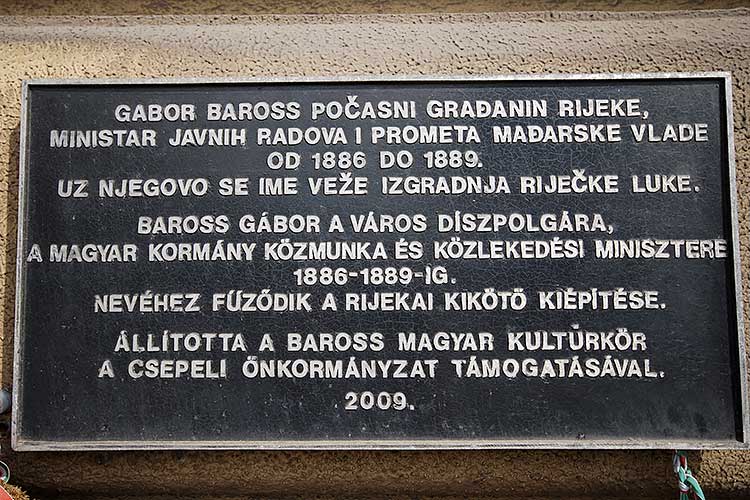 GABOR BAROSS POČASNI GRAĐANIN RIJEKE,
MINISTAR JAVNIH RADOVA I PROMETA MAĐARSKE VLADE
OD 1886 DO 1889.
UZ NJEGOVO SE IME VEŽE IZGRADNJA RIJEČKE LUKE.
BAROSS GÁBOR A VÁROS DÍSZPOLGÁRA,
A MAGYAR KORMÁNY KÖZMUNKA ÉS KÖZLEKEDÉSI MINISZTERE
1886-1889-IG.
NEVÉHEZ FŰZŐDIK A RIJEKAI KIKÖTŐ KIÉPÍTÉSE.
ÁLLÍTOTTA A BAROSS MAGYAR KULTÚRKÖR
A CSEPELI ÖNKORMÁNYZAT TÁMOGATÁSÁVAL.
2009.